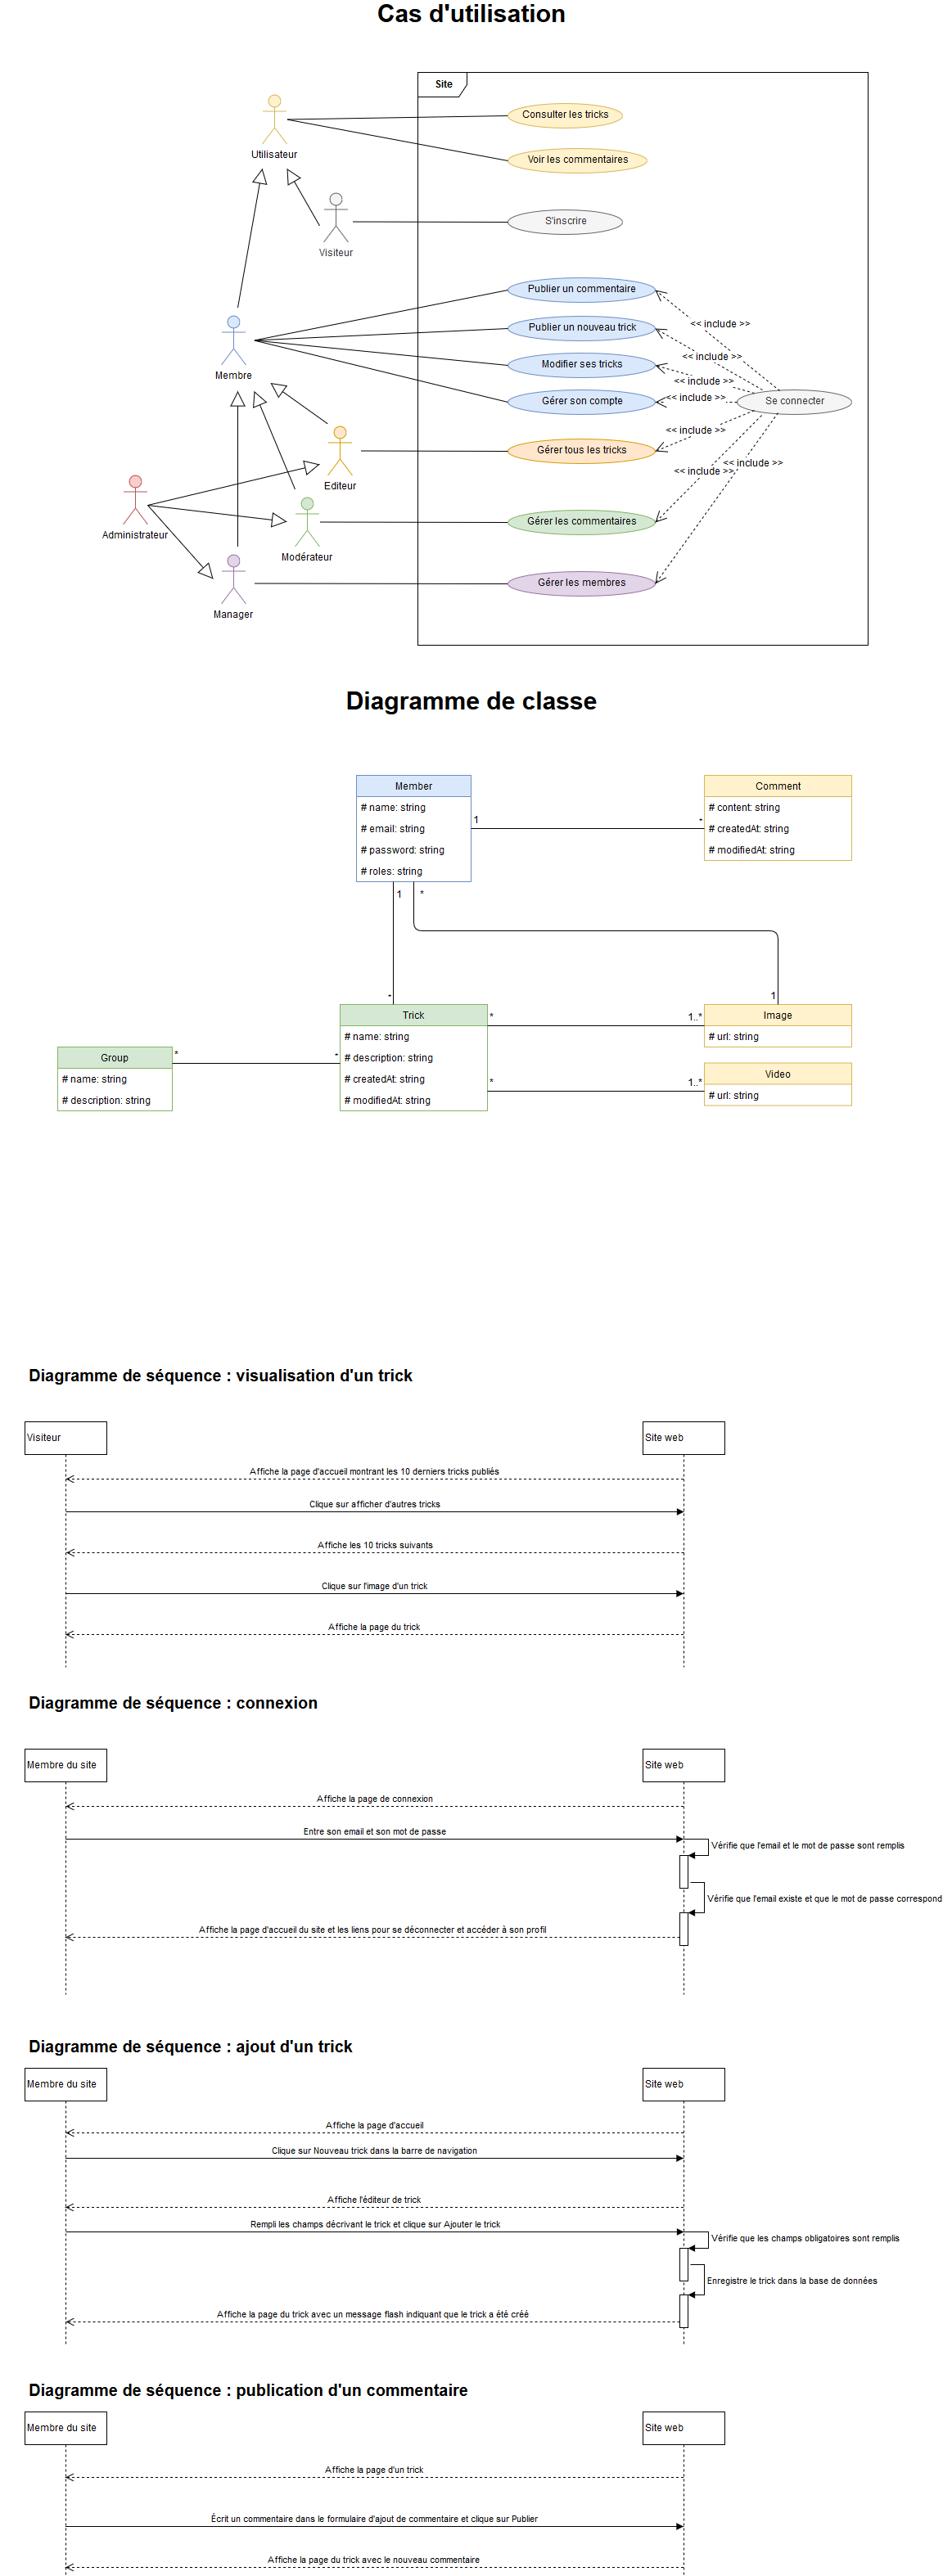 Cas d'utilisation
Site
Utilisateur
Consulter les tricks
Voir les commentaires
Visiteur
S'inscrire
Membre
Publier un commentaire
<< include >>
Publier un nouveau trick
<< include >>
Modifier ses tricks
<< include >>
Gérer son compte
<< include >>
Se connecter
Editeur
Gérer tous les tricks
<< include >>
<< include >>
<< include >>
Administrateur
Modérateur
Gérer les commentaires
Manager
Gérer les membres
Diagramme de classe
Member
# name: string
# email: string
# password: string
# roles: string
1
*
Comment
# content: string
# createdAt: string
# modifiedAt: string
1
*
*
1
Trick
# name: string
# description: string
# createdAt: string
# modifiedAt: string
*
1..*
Image
# url: string
Group
# name: string
# description: string
*
*
*
1..*
Video
# url: string
Diagramme de séquence : visualisation d'un trick
Visiteur
Site web
Affiche la page d'accueil montrant les 10 derniers tricks publiés
Clique sur afficher d'autres tricks
Affiche les 10 tricks suivants
Clique sur l'image d'un trick
Affiche la page du trick
Diagramme de séquence : connexion
Membre du site
Site web
Affiche la page de connexion
Entre son email et son mot de passe
Vérifie que l'email et le mot de passe sont remplis
Vérifie que l'email existe et que le mot de passe correspond
Affiche la page d'accueil du site et les liens pour se déconnecter et accéder à son profil
Diagramme de séquence : ajout d'un trick
Membre du site
Site web
Affiche la page d'accueil
Clique sur Nouveau trick dans la barre de navigation
Affiche l'éditeur de trick
Rempli les champs décrivant le trick et clique sur Ajouter le trick
Vérifie que les champs obligatoires sont remplis
Enregistre le trick dans la base de données
Affiche la page du trick avec un message flash indiquant que le trick a été créé
Diagramme de séquence : publication d'un commentaire
Membre du site
Site web
Affiche la page d'un trick
Écrit un commentaire dans le formulaire d'ajout de commentaire et clique sur Publier
Affiche la page du trick avec le nouveau commentaire